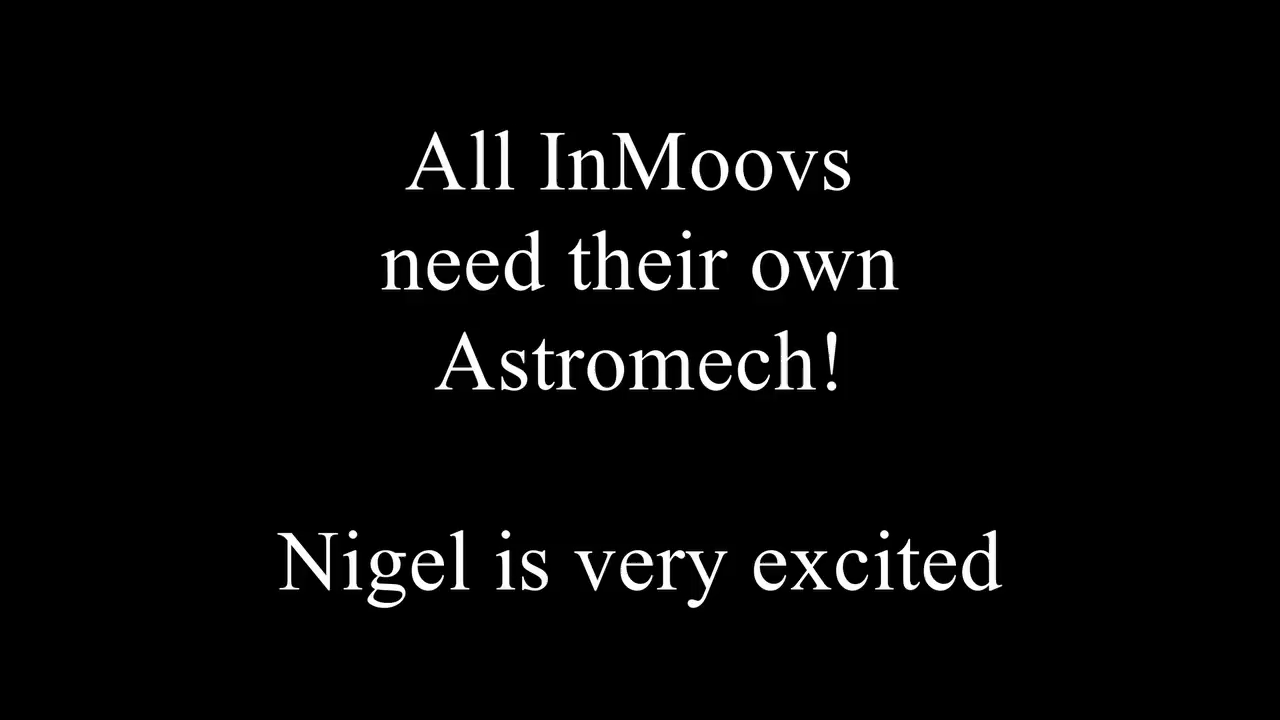 All InMoovs
need their own
Astromech!
Nigel is very excited